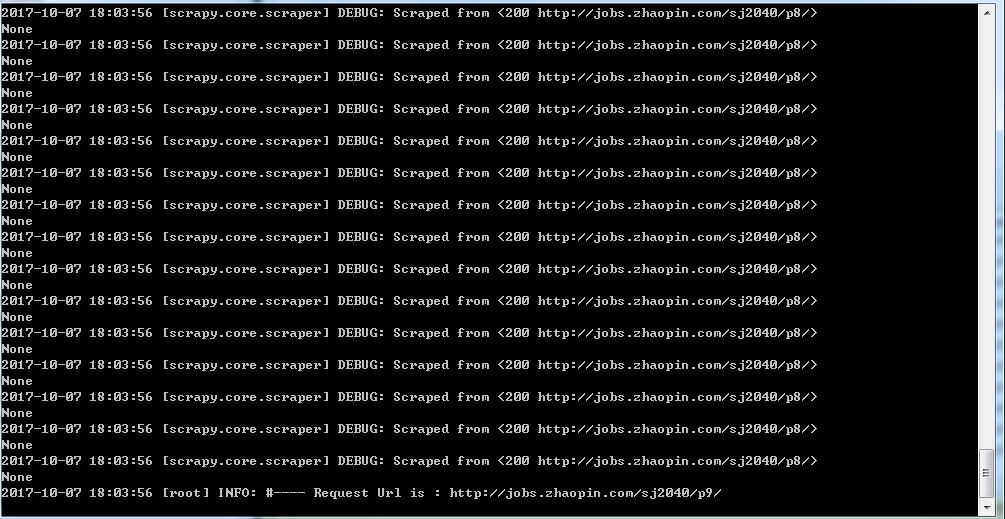 2017-10-07 18:03:56 [scrapy.core.scraper] DEBUG: Scraped from <200 http://jobs.zhaopin.com/sj2040/p8/>
None
2017-10-07 18:03:56 [scrapy.core.scraper] DEBUG: Scraped from <200 http://jobs.zhaopin.com/sj2040/p8/>
None
2017-10-07 18:03:56 [scrapy.core.scraper] DEBUG: Scraped from <200 http://jobs.zhaopin.com/sj2040/p8/>
None
2017-10-07 18:03:56 [scrapy.core.scraper] DEBUG: Scraped from <200 http://jobs.zhaopin.com/sj2040/p8/>
None
2017-10-07 18:03:56 [scrapy.core.scraper] DEBUG: Scraped from <200 http://jobs.zhaopin.com/sj2040/p8/>
None
2017-10-07 18:03:56 [scrapy.core.scraper] DEBUG: Scraped from <200 http://jobs.zhaopin.com/sj2040/p8/>
None
2017-10-07 18:03:56 [scrapy.core.scraper] DEBUG: Scraped from <200 http://jobs.zhaopin.com/sj2040/p8/>
None
2017-10-07 18:03:56 [scrapy.core.scraper] DEBUG: Scraped from <200 http://jobs.zhaopin.com/sj2040/p8/>
None
2017-10-07 18:03:56 [scrapy.core.scraper] DEBUG: Scraped from <200 http://jobs.zhaopin.com/sj2040/p8/>
None
2017-10-07 18:03:56 [scrapy.core.scraper] DEBUG: Scraped from <200 http://jobs.zhaopin.com/sj2040/p8/>
None
2017-10-07 18:03:56 [scrapy.core.scraper] DEBUG: Scraped from <200 http://jobs.zhaopin.com/sj2040/p8/>
None
2017-10-07 18:03:56 [scrapy.core.scraper] DEBUG: Scraped from <200 http://jobs.zhaopin.com/sj2040/p8/>
None
2017-10-07 18:03:56 [scrapy.core.scraper] DEBUG: Scraped from <200 http://jobs.zhaopin.com/sj2040/p8/>
None
2017-10-07 18:03:56 [scrapy.core.scraper] DEBUG: Scraped from <200 http://jobs.zhaopin.com/sj2040/p8/>
None
2017-10-07 18:03:56 [scrapy.core.scraper] DEBUG: Scraped from <200 http://jobs.zhaopin.com/sj2040/p8/>
None
2017-10-07 18:03:56 [root] INFO: #---- Request Url is : http://jobs.zhaopin.com/sj2040/p9/